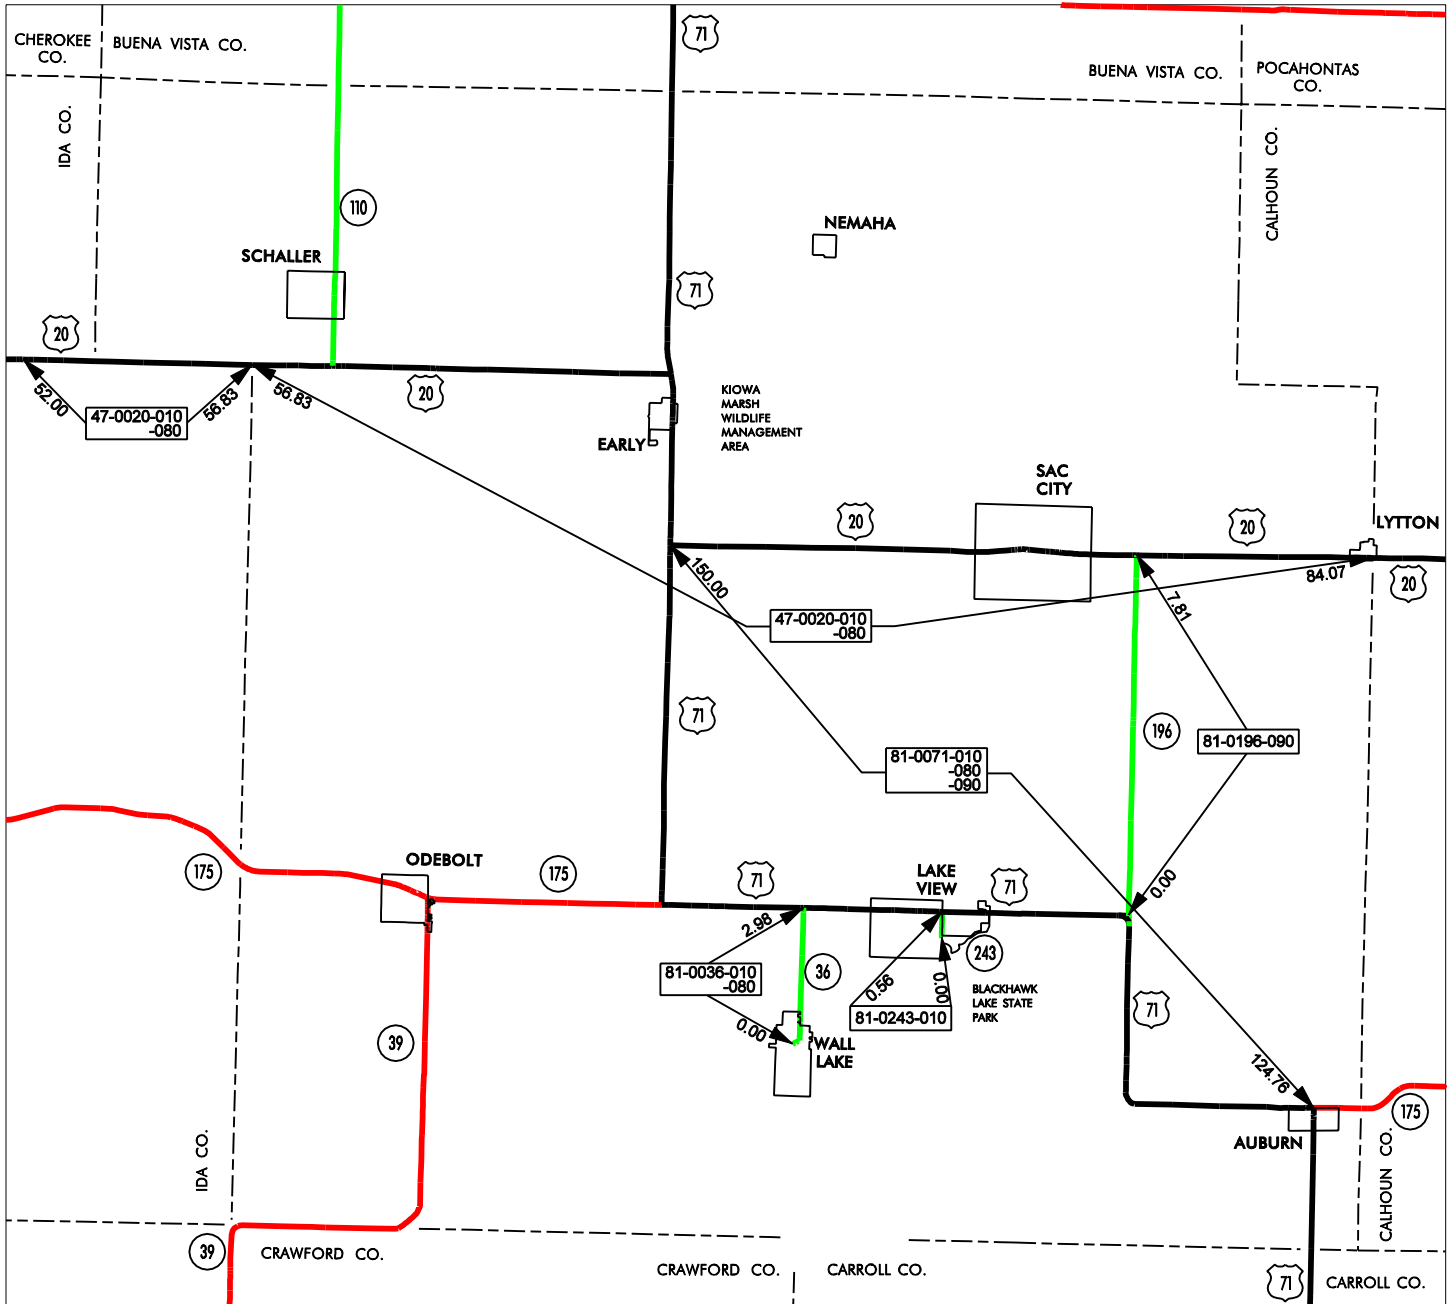 CHEROKEE
CO.
BUENA VISTA CO.
71
BUENA VISTA CO.
POCAHONTAS
CO.
IDA CO.
CALHOUN CO.
110
NEMAHA
SCHALLER
71
20
20
52.00
47-0020-010
-080
56.83
56.83
KIOWA
MARSH
WILDLIFE
MANAGEMENT
AREA
EARLY
SAC
CITY
20
20
LYTTON
150.00
84.07
20
7.81
47-0020-010
-080
71
196
81-0196-090
81-0071-010
-080
-090
ODEBOLT
175
175
71
LAKE
VIEW
71
0.00
2.98
81-0036-010
-080
0.00
36
0.56
0.00
243
81-0243-010
BLACKHAWK
LAKE STATE
PARK
71
39
WALL
LAKE
124.76
175
AUBURN
IDA CO.
CALHOUN CO.
39
CRAWFORD CO.
CRAWFORD CO.
CARROLL CO.
71
CARROLL CO.